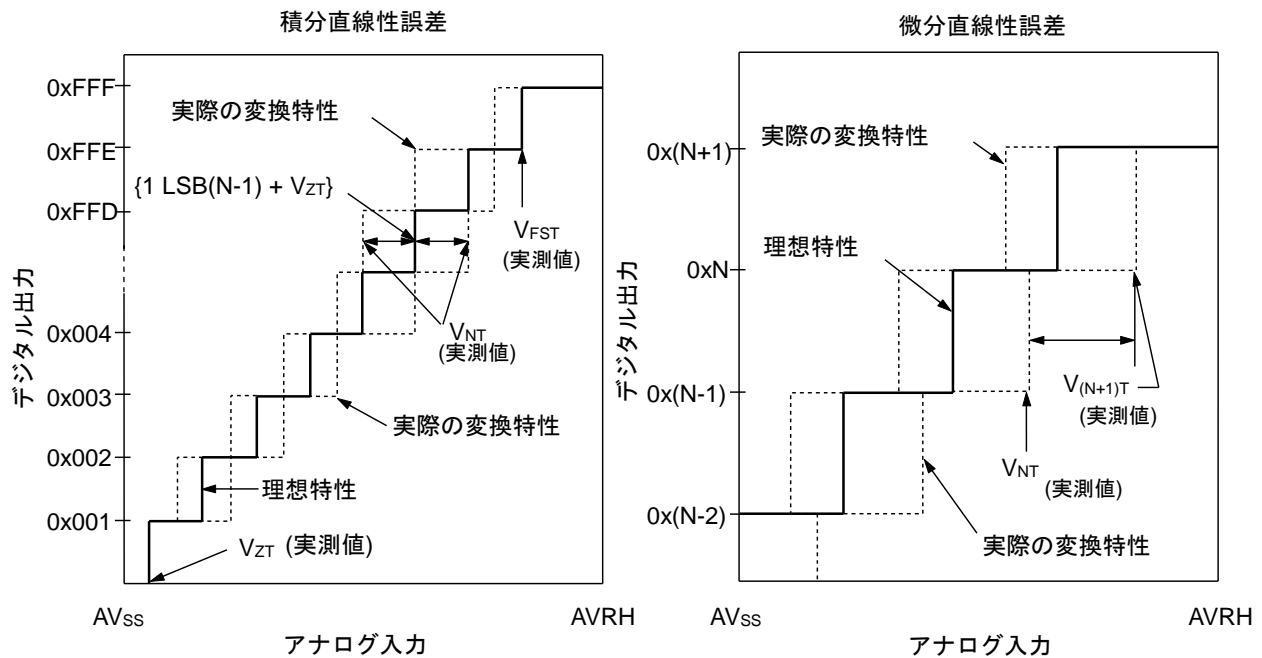 積分直線性誤差
0xFFF
実際の変換特性
0xFFE
{1 LSB(N-1) + VZT}
0xFFD
VFST
(実測値)
デジタル出力
0x004
VNT
(実測値)
0x003
実際の変換特性
0x002
理想特性
0x001
VZT (実測値)
AVSS
AVRH
アナログ入力
微分直線性誤差
実際の変換特性
0x(N+1)
理想特性
0xN
デジタル出力
V(N+1)T
(実測値)
0x(N-1)
VNT
(実測値)
0x(N-2)
実際の変換特性
AVSS
AVRH
アナログ入力